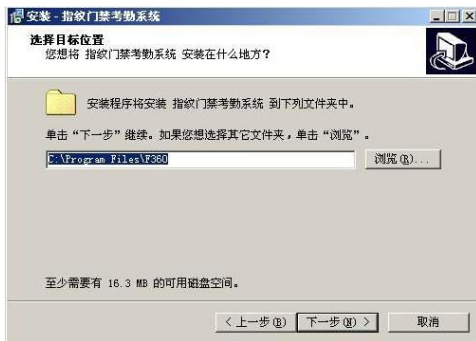 安装 - 指纹门禁考勤系统
选择目标位置
您想将 指纹门禁考勤系统 安装在什么地方？
安装程序将安装 指纹门禁考勤系统 到下列文件夹中。
单击“下一步”继续。如果您想选择其它文件夹，单击“浏览”。
C:\Program Files\F360
浏览(R)...
至少需要有 16.3 MB 的可用磁盘空间。
< 上一步(B) 下一步(N) > 取消